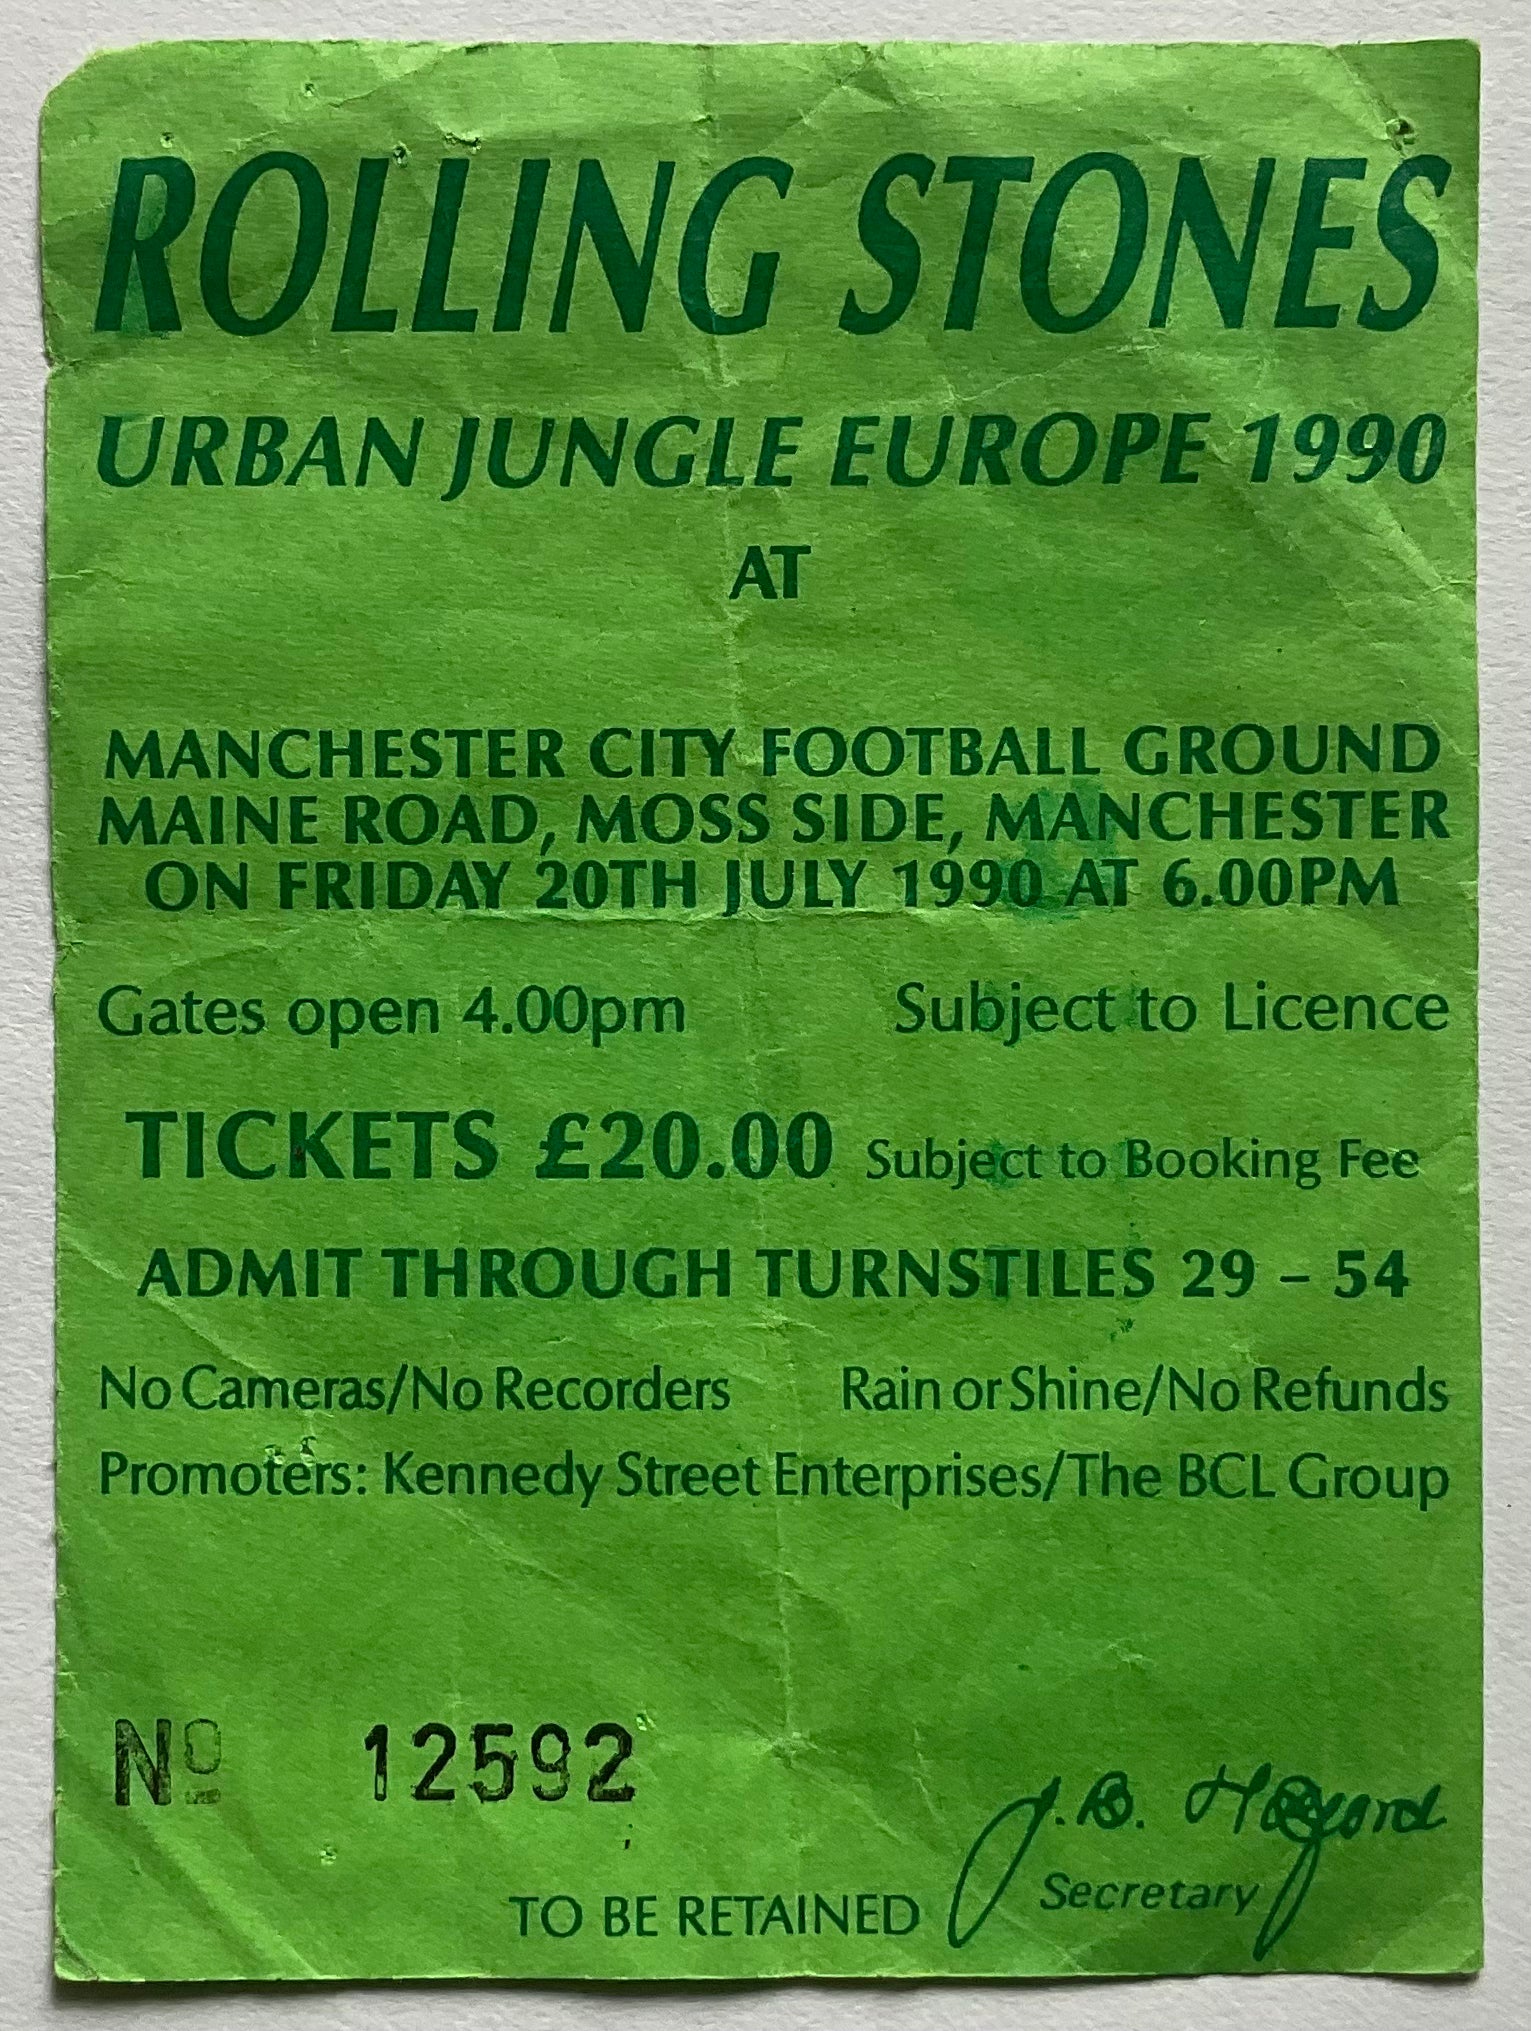 ROLLING STONES
URBAN JUNGLE EUROPE 1990
AT
MANCHESTER CITY FOOTBALL GROUND
MAINE ROAD, MOSS SIDE, MANCHESTER
ON FRIDAY 20TH JULY 1990 AT 6.00PM
Gates open 4.00pm Subject to Licence
TICKETS £20.00 Subject to Booking Fee
ADMIT THROUGH TURNSTILES 29 – 54
No Cameras/No Recorders Rain or Shine/No Refunds
Promoters: Kennedy Street Enterprises/The BCL Group
Nº 12592
J. B.
Secretary
TO BE RETAINED